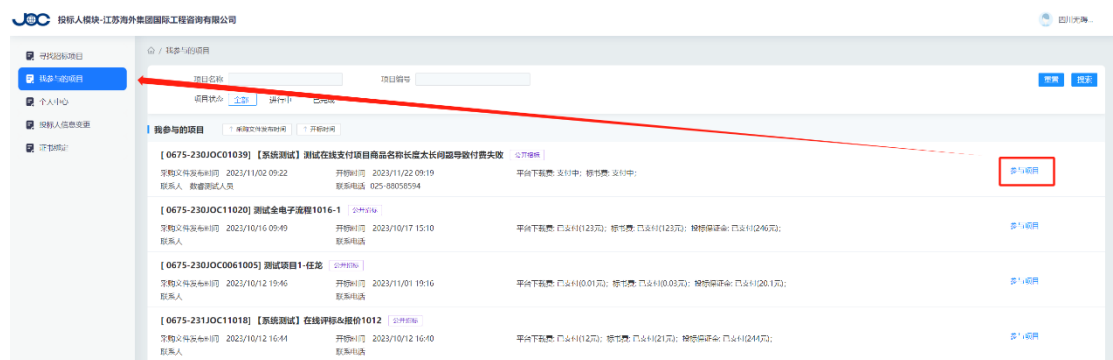 JOC 投标人模块-江苏海外集团国际工程咨询有限公司
四川尤等...
寻找招标项目
我参与的项目
个人中心
投标人信息变更
证书绑定
/ 我参与的项目
项目名称 项目编号 重置 搜索
项目状态 全部 进行中 已完成
我参与的项目 ↑ 采购文件发布时间 ↑ 开标时间
[ 0675-230JOC01039] 【系统测试】测试在线支付项目商品名称长度太长问题导致付费失败 公开招标
采购文件发布时间 2023/11/02 09:22 开标时间 2023/11/22 09:19 平台下载费: 支付中; 标书费: 支付中; 参与项目
联系人 数睿测试人员 联系电话 025-88058594
[ 0675-230JOC11020] 测试全电子流程1016-1 公开招标
采购文件发布时间 2023/10/16 09:49 开标时间 2023/10/17 15:10 平台下载费: 已支付(123元); 标书费: 已支付(123元); 投标保证金: 已支付(246元); 参与项目
联系人 联系电话
[ 0675-230JOC0061005] 测试项目1-任龙 公开招标
采购文件发布时间 2023/10/12 19:46 开标时间 2023/11/01 19:16 平台下载费: 已支付(0.01元); 标书费: 已支付(0.03元); 投标保证金: 已支付(20.1元); 参与项目
联系人 联系电话
[ 0675-231JOC11018] 【系统测试】在线评标&报价1012 公开招标
采购文件发布时间 2023/10/12 16:44 开标时间 2023/10/12 16:40 平台下载费: 已支付(12元); 标书费: 已支付(21元); 投标保证金: 已支付(244元); 参与项目
联系人 联系电话